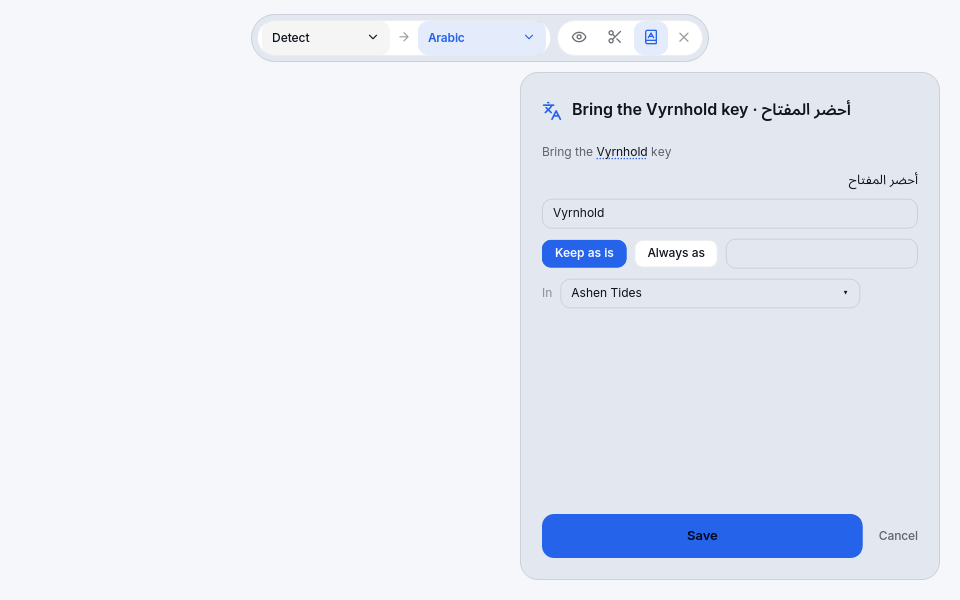 Detect → Arabic
Bring the Vyrnhold key · أحضر المفتاح
Bring the Vyrnhold key
أحضر المفتاح
Vyrnhold
Keep as is Always as
In Ashen Tides
Save Cancel